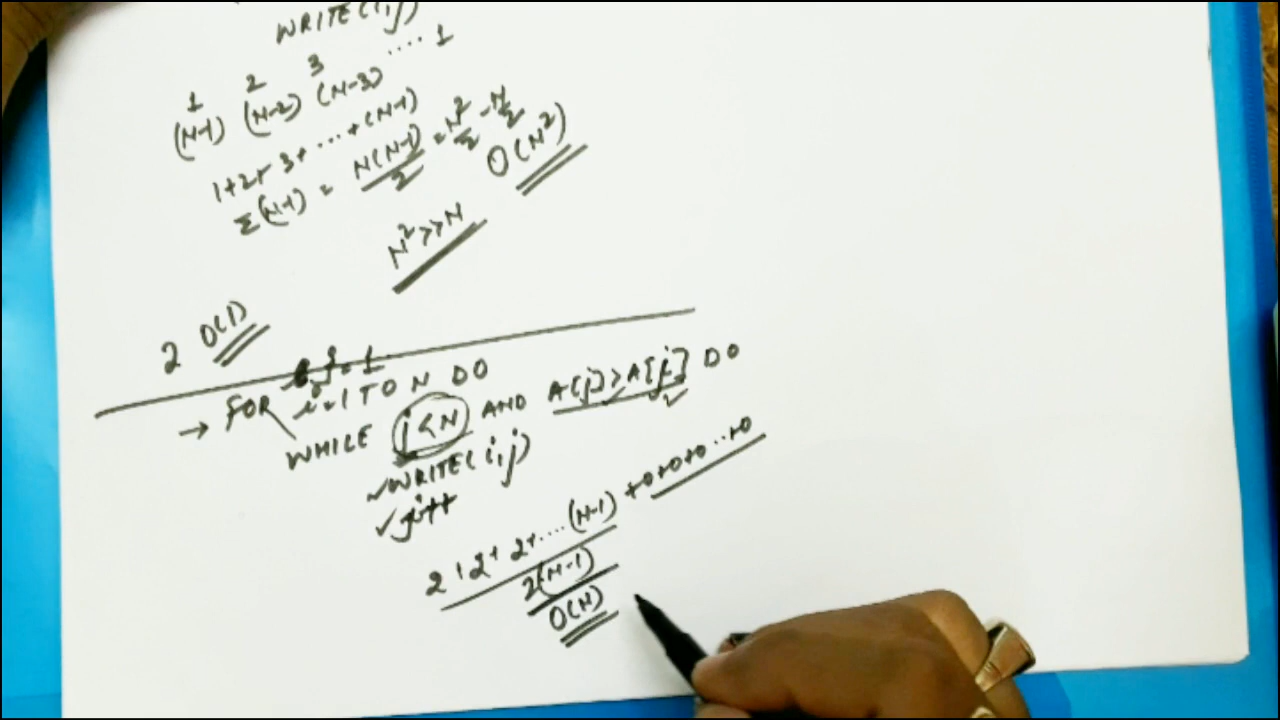 WRITE(i,j)
1 2 3
(N-1) (N-2) (N-3) .... 1
1+2+3+...+(N-1)
Σ(N-1) = N(N-1)/2 = N²/2 - N/2
O(N²)
N²>>N
2 O(1)
j=1
→ FOR i=1 TO N DO
WHILE j<N AND A[j]>A[j] DO
✓WRITE(i,j)
✓j++
2+2+2+....(N-1) +0+0+0...+0
2(N-1)
O(N)